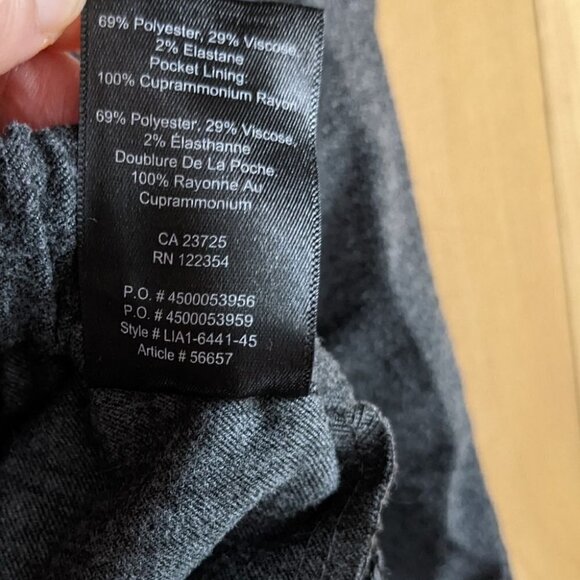 69% Polyester, 29% Viscose,
2% Elastane
Pocket Lining:
100% Cuprammonium Rayon
69% Polyester, 29% Viscose,
2% Élasthanne
Doublure De La Poche
100% Rayonne Au
Cuprammonium
CA 23725
RN 122354
P.O. # 4500053956
P.O. # 4500053959
Style # LIA1-6441-45
Article # 56657